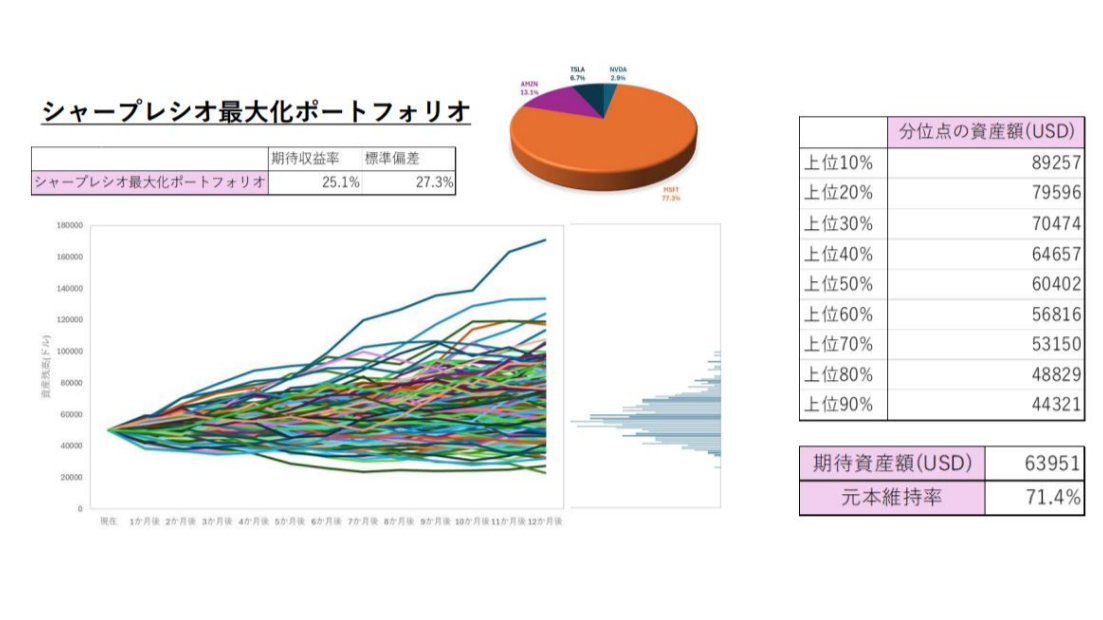 シャープレシオ最大化ポートフォリオ
期待収益率 標準偏差
シャープレシオ最大化ポートフォリオ 25.1% 27.3%
TSLA
6.7%
NVDA
2.9%
AMZN
13.1%
MSFT
77.3%
180000
160000
140000
120000
100000
80000
60000
40000
20000
0
資産残高(ドル)
現在 1か月後 2か月後 3か月後 4か月後 5か月後 6か月後 7か月後 8か月後 9か月後 10か月後 11か月後 12か月後
分位点の資産額(USD)
上位10% 89257
上位20% 79596
上位30% 70474
上位40% 64657
上位50% 60402
上位60% 56816
上位70% 53150
上位80% 48829
上位90% 44321
期待資産額(USD) 63951
元本維持率 71.4%